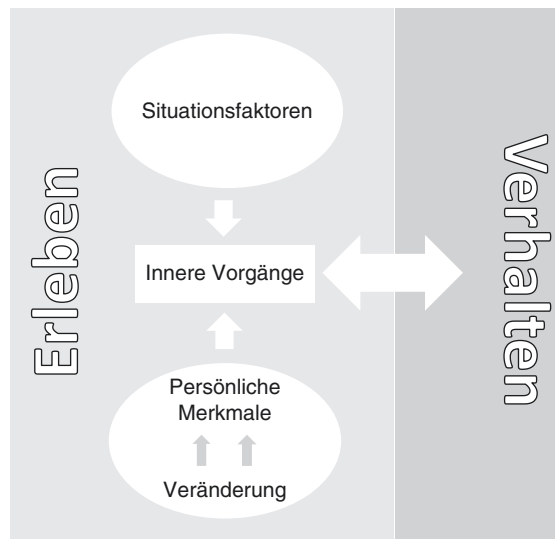 Situationsfaktoren
Erleben
Verhalten
Innere Vorgänge
Persönliche
Merkmale
Veränderung